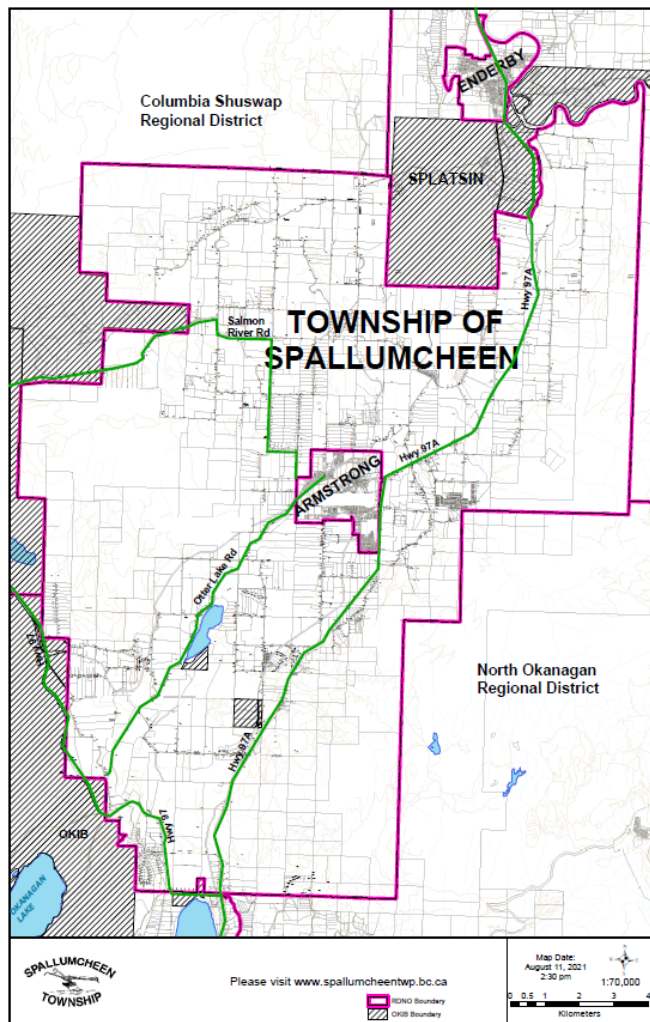 ENDERBY
Columbia Shuswap
Regional District
SPLATSIN
Hwy 97A
Salmon
River Rd
TOWNSHIP OF
SPALLUMCHEEN
Hwy 97A
ARMSTRONG
Otter Lake Rd
North Okanagan
Regional District
Hwy 97
Hwy 97A
Hwy 97
OKIB
OKANAGAN
LAKE
SPALLUMCHEEN
TOWNSHIP
Please visit www.spallumcheentwp.bc.ca
RDNO Boundary
OKIB Boundary
Map Date:
August 11, 2021
2:30 pm
1:70,000
0 0.5 1 2 3 4
Kilometers